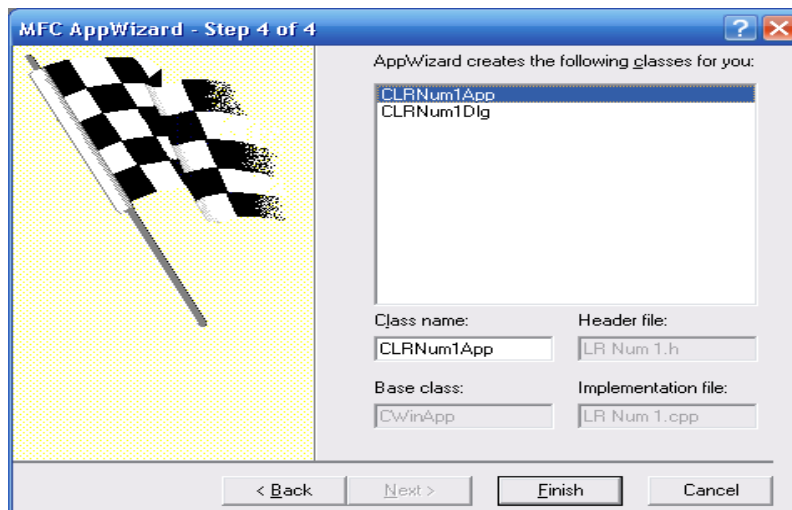 MFC AppWizard - Step 4 of 4
AppWizard creates the following classes for you:
CLRNum1App
CLRNum1Dlg
Class name:
Header file:
CLRNum1App
LR Num 1.h
Base class:
Implementation file:
CWinApp
LR Num 1.cpp
< Back
Next >
Finish
Cancel